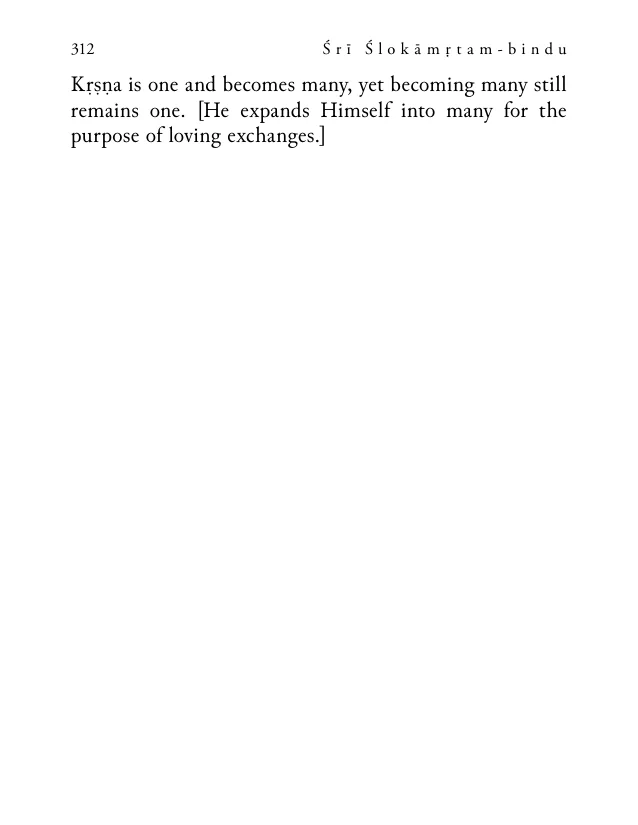 312 Śrī Ślokāmṛtam-bindu
Kṛṣṇa is one and becomes many, yet becoming many still
remains one. [He expands Himself into many for the
purpose of loving exchanges.]